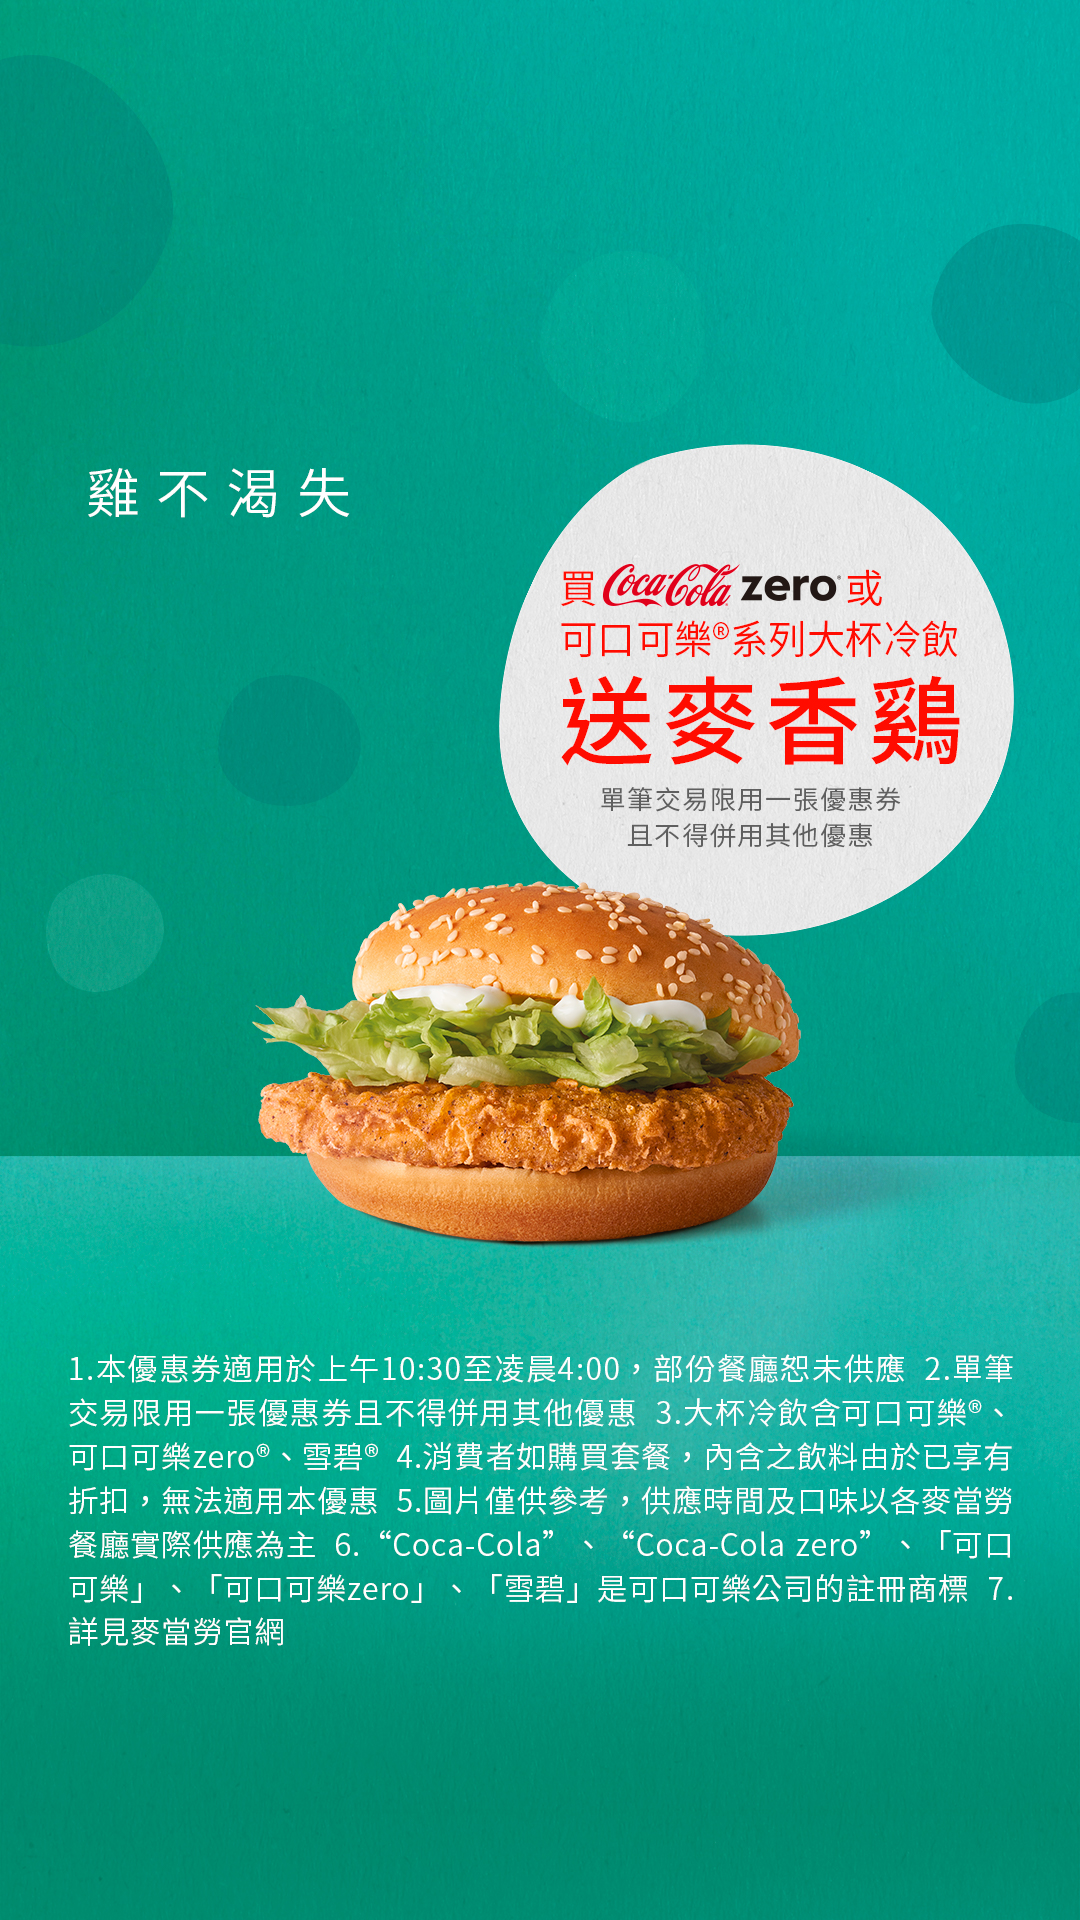 雞不渴失
買Coca-Cola zero®或
可口可樂®系列大杯冷飲
送麥香鷄
單筆交易限用一張優惠券
且不得併用其他優惠
1.本優惠券適用於上午10:30至凌晨4:00，部份餐廳恕未供應 2.單筆
交易限用一張優惠券且不得併用其他優惠 3.大杯冷飲含可口可樂®、
可口可樂zero®、雪碧® 4.消費者如購買套餐，內含之飲料由於已享有
折扣，無法適用本優惠 5.圖片僅供參考，供應時間及口味以各麥當勞
餐廳實際供應為主 6.“Coca-Cola”、“Coca-Cola zero”、「可口
可樂」、「可口可樂zero」、「雪碧」是可口可樂公司的註冊商標 7.
詳見麥當勞官網